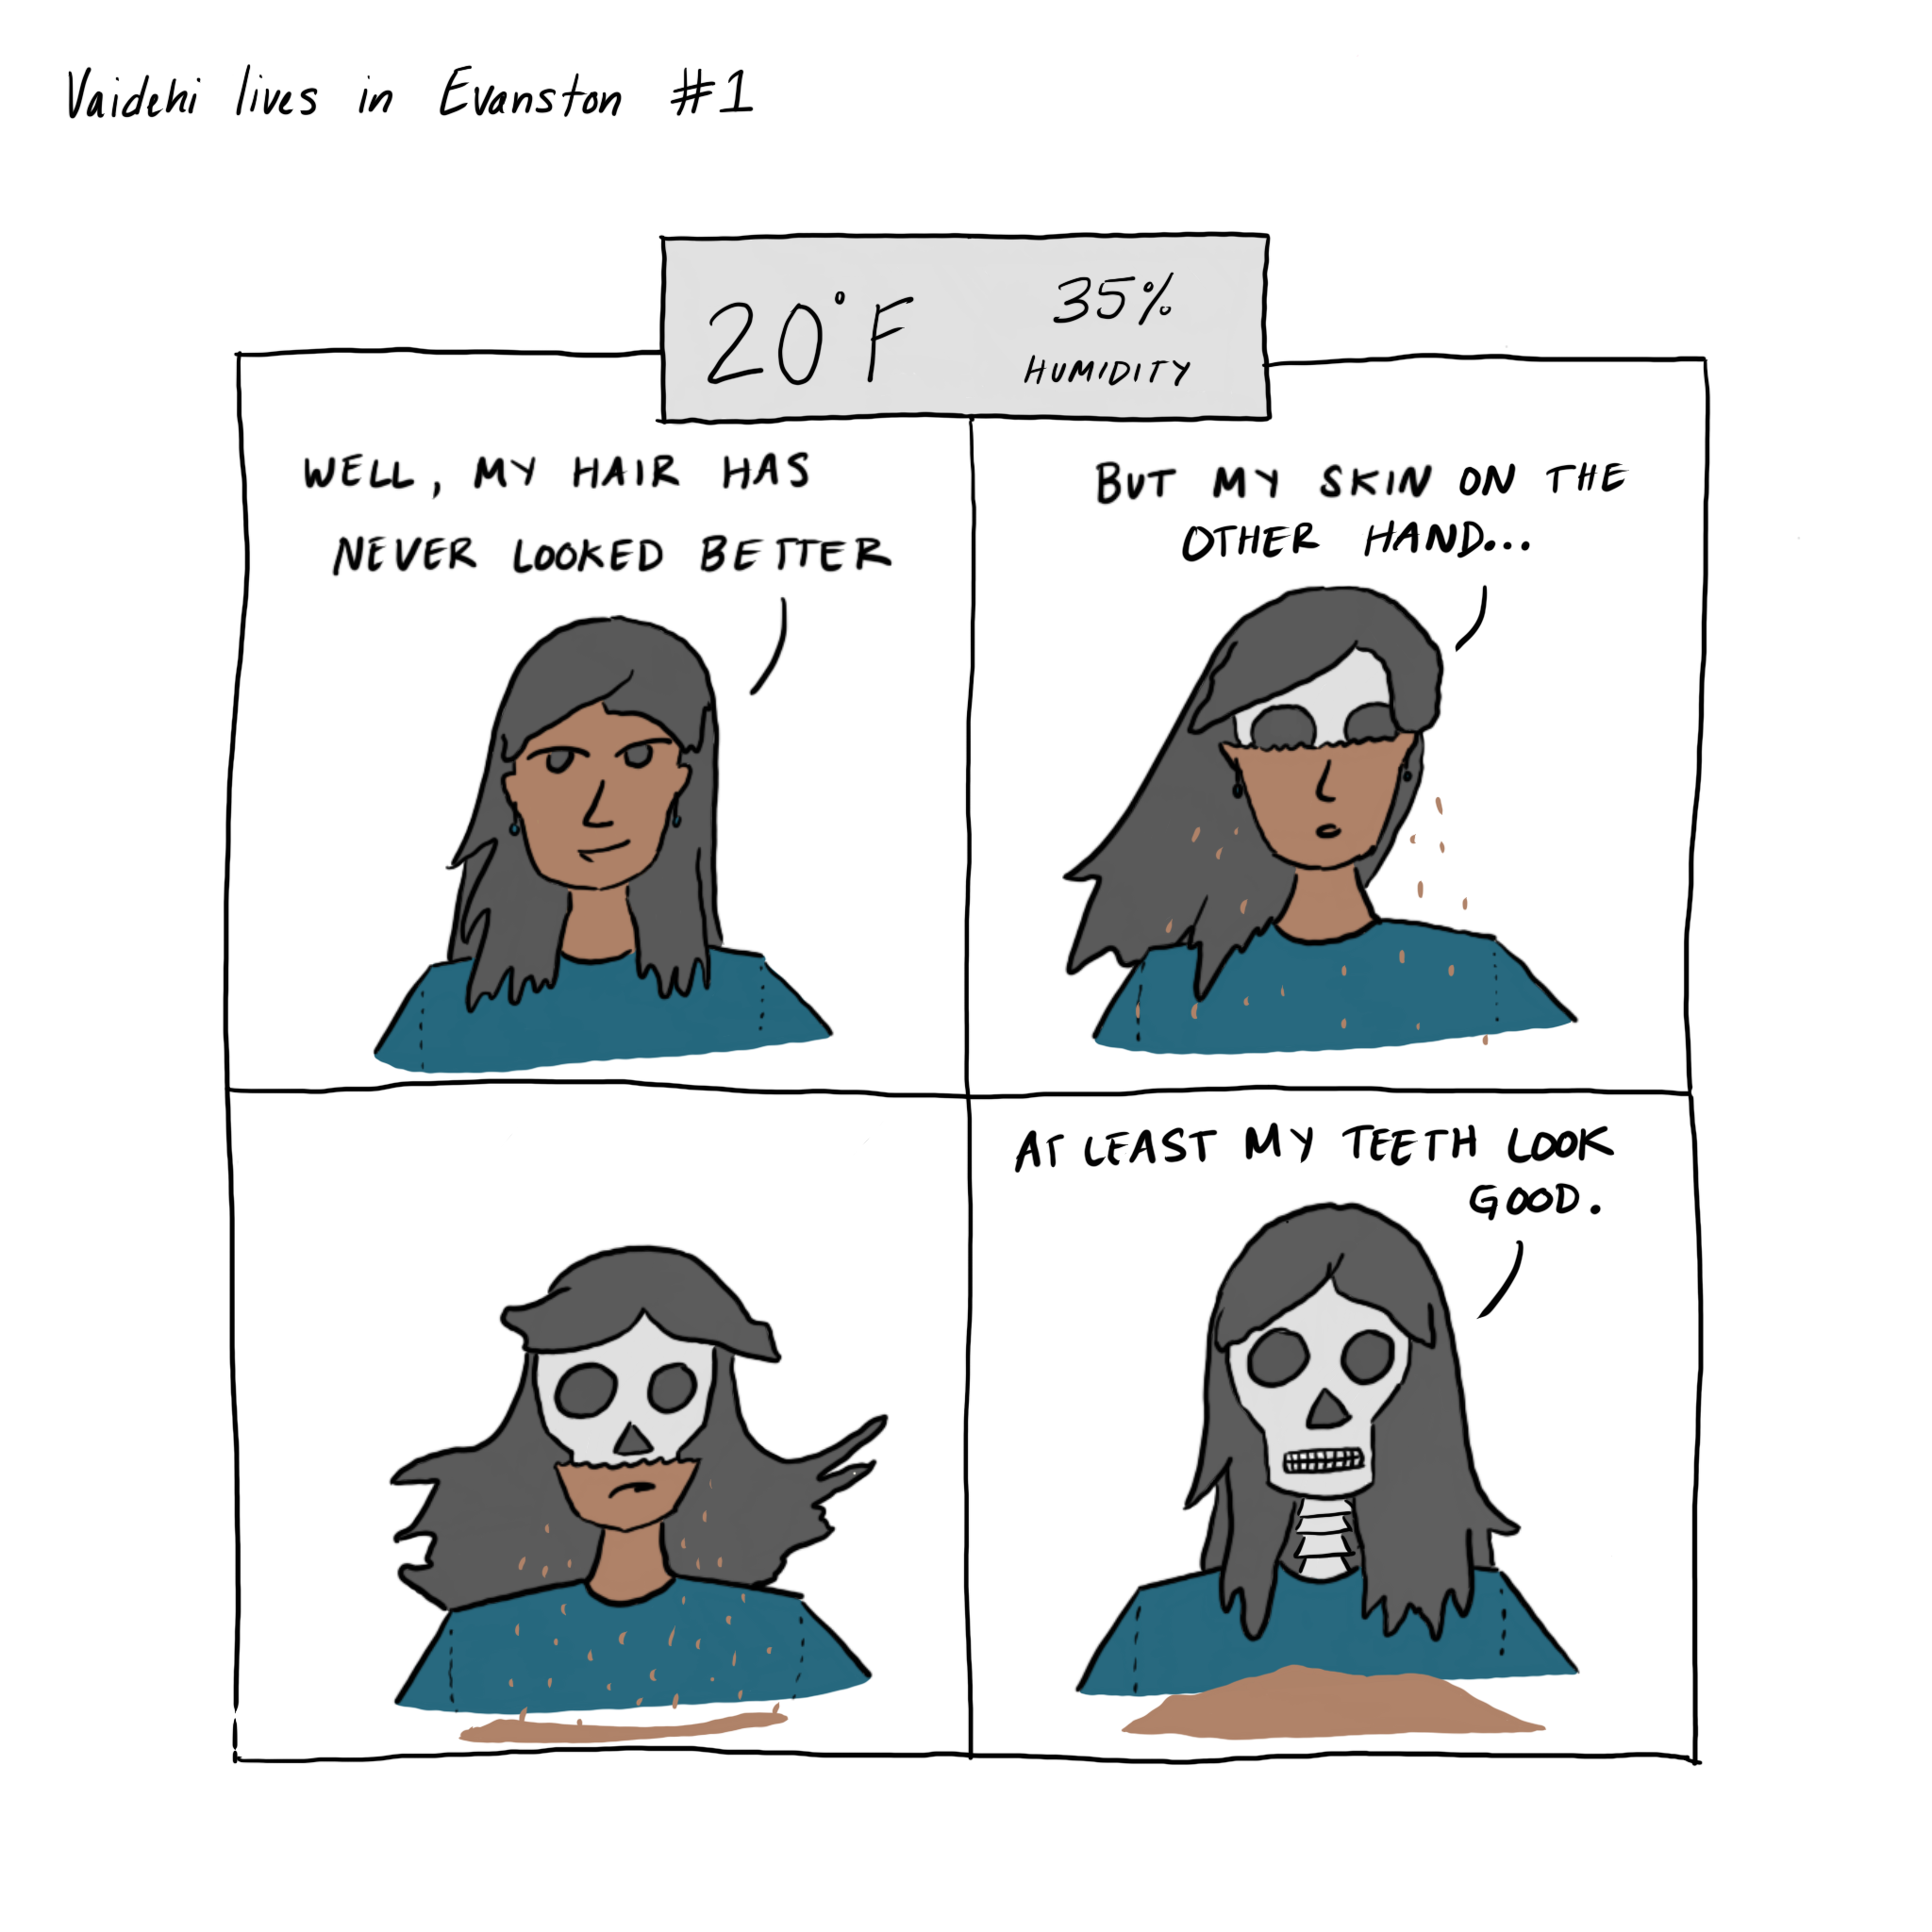 Vaidehi lives in Evanston #1
20°F
35%
HUMIDITY
WELL, MY HAIR HAS
NEVER LOOKED BETTER
BUT MY SKIN ON THE
OTHER HAND...
AT LEAST MY TEETH LOOK
GOOD.